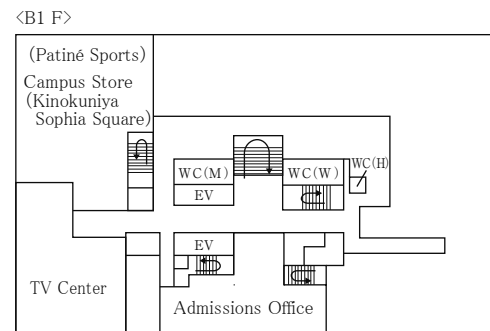 <B1 F>
(Patiné Sports)
Campus Store
(Kinokuniya
Sophia Square)
WC(M)
WC(W)
WC(H)
EV
EV
TV Center
Admissions Office